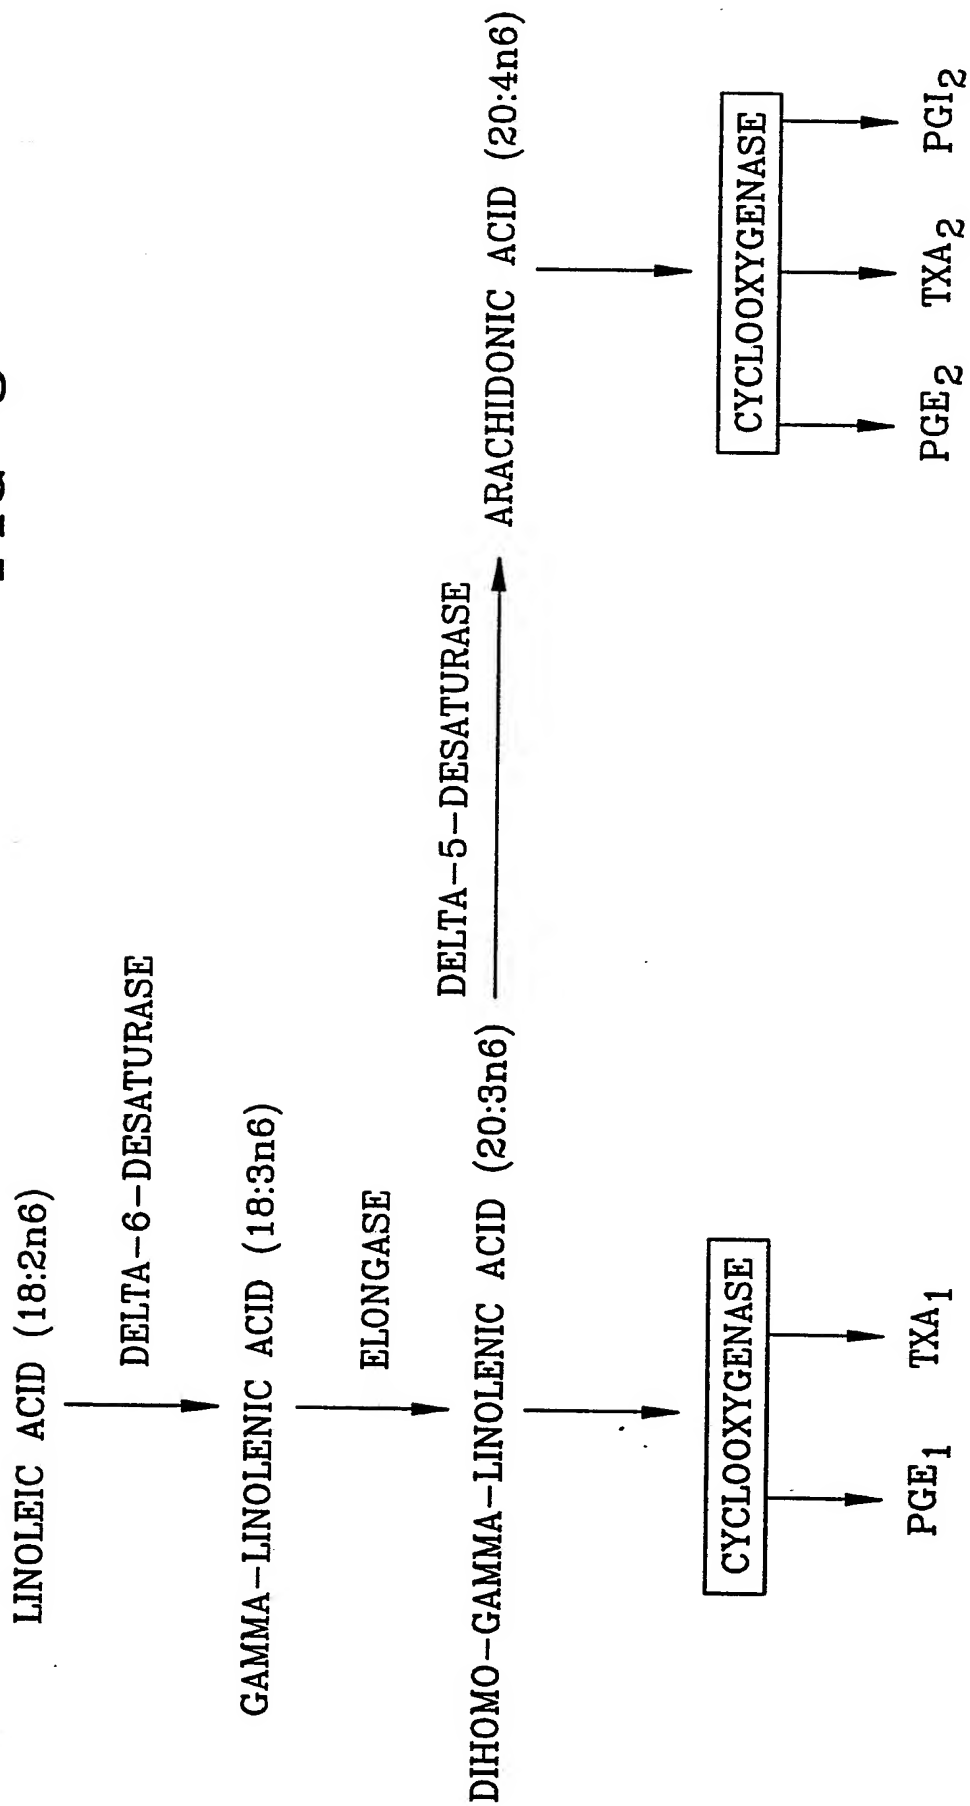 LINOLEIC ACID (18:2n6)
DELTA-6-DESATURASE
GAMMA-LINOLENIC ACID (18:3n6)
ELONGASE
DIHOMO-GAMMA-LINOLENIC ACID (20:3n6)
DELTA-5-DESATURASE
ARACHIDONIC ACID (20:4n6)
CYCLOOXYGENASE
PGE1 TXA1
CYCLOOXYGENASE
PGE2 TXA2 PGI2